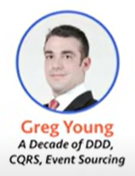 Greg Young
A Decade of DDD,
CQRS, Event Sourcing